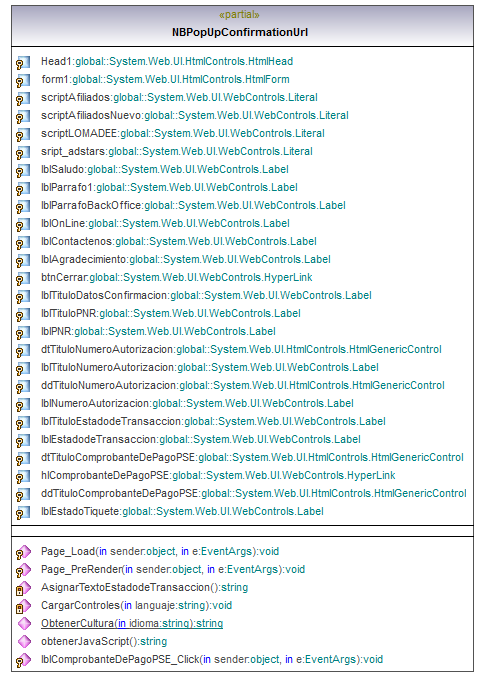 «partial»
NBPopUpConfirmationUrl
Head1:global::System.Web.UI.HtmlControls.HtmlHead
form1:global::System.Web.UI.HtmlControls.HtmlForm
scriptAfiliados:global::System.Web.UI.WebControls.Literal
scriptAfiliadosNuevo:global::System.Web.UI.WebControls.Literal
scriptLOMADEE:global::System.Web.UI.WebControls.Literal
sript_adstars:global::System.Web.UI.WebControls.Literal
lblSaludo:global::System.Web.UI.WebControls.Label
lblParrafo1:global::System.Web.UI.WebControls.Label
lblParrafoBackOffice:global::System.Web.UI.WebControls.Label
lblOnLine:global::System.Web.UI.WebControls.Label
lblContactenos:global::System.Web.UI.WebControls.Label
lblAgradecimiento:global::System.Web.UI.WebControls.Label
btnCerrar:global::System.Web.UI.WebControls.HyperLink
lblTituloDatosConfirmacion:global::System.Web.UI.WebControls.Label
lblTituloPNR:global::System.Web.UI.WebControls.Label
lblPNR:global::System.Web.UI.WebControls.Label
dtTituloNumeroAutorizacion:global::System.Web.UI.HtmlControls.HtmlGenericControl
lblTituloNumeroAutorizacion:global::System.Web.UI.WebControls.Label
ddTituloNumeroAutorizacion:global::System.Web.UI.HtmlControls.HtmlGenericControl
lblNumeroAutorizacion:global::System.Web.UI.WebControls.Label
lblTituloEstadodeTransaccion:global::System.Web.UI.WebControls.Label
lblEstadodeTransaccion:global::System.Web.UI.WebControls.Label
dtTituloComprobanteDePagoPSE:global::System.Web.UI.HtmlControls.HtmlGenericControl
hlComprobanteDePagoPSE:global::System.Web.UI.WebControls.HyperLink
ddTituloComprobanteDePagoPSE:global::System.Web.UI.HtmlControls.HtmlGenericControl
lblEstadoTiquete:global::System.Web.UI.WebControls.Label
Page_Load(in sender:object, in e:EventArgs):void
Page_PreRender(in sender:object, in e:EventArgs):void
AsignarTextoEstadodeTransaccion():string
CargarControles(in languaje:string):void
ObtenerCultura(in idioma:string):string
obtenerJavaScript():string
lblComprobanteDePagoPSE_Click(in sender:object, in e:EventArgs):void